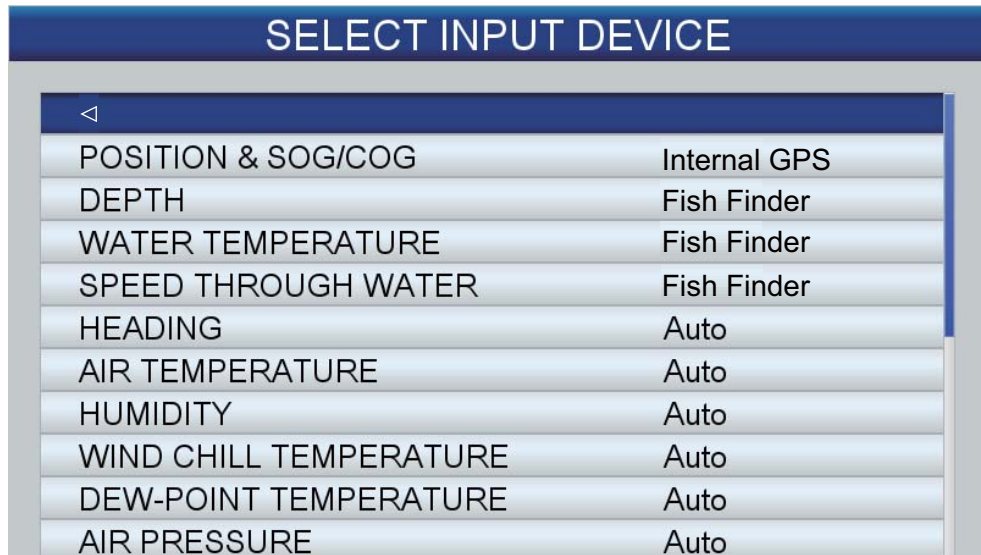 SELECT INPUT DEVICE
POSITION & SOG/COG Internal GPS
DEPTH Fish Finder
WATER TEMPERATURE Fish Finder
SPEED THROUGH WATER Fish Finder
HEADING Auto
AIR TEMPERATURE Auto
HUMIDITY Auto
WIND CHILL TEMPERATURE Auto
DEW-POINT TEMPERATURE Auto
AIR PRESSURE Auto